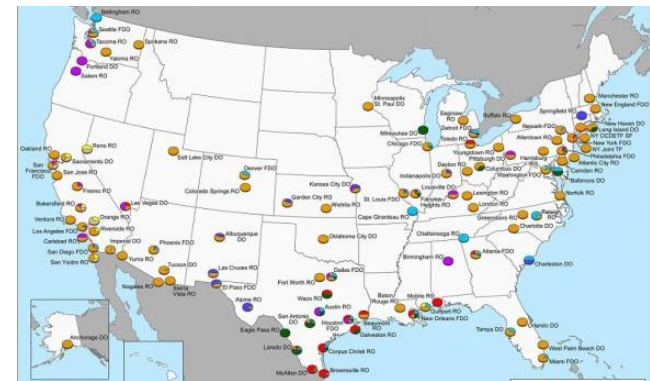 Bellingham RO
Seattle FDO
Tacoma RO
Spokane RO
Yakima RO
Portland DO
Salem RO
Oakland RO
San
Francisco
FDO
Reno RO
Sacramento DO
San Jose RO
Fresno RO
Bakersfield RO
Ventura RO
Los Angeles FDO
Carlsbad RO
San Diego FDO
San Ysidro RO
Orange RO
Riverside RO
Imperial DO
Las Vegas DO
Yuma RO
Phoenix FDO
Tucson DO
Nogales RO
Sierra
Vista RO
Salt Lake City DO
Denver FDO
Colorado Springs RO
Albuquerque
DO
Las Cruces RO
El Paso FDO
Alpine RO
Garden City RO
Wichita RO
Kansas City DO
Oklahoma City DO
Fort Worth RO
Dallas FDO
Waco RO
Austin RO
San Antonio
DO
Houston
FDO
Eagle Pass RO
Laredo DO
McAllen DO
Brownsville RO
Corpus Christi RO
Galveston RO
Beaumont
RO
Baton
Rouge RO
Mobile RO
Gulfport RO
New Orleans FDO
Minneapolis
St. Paul DO
Milwaukee DO
Chicago FDO
Saginaw
RO
Detroit FDO
Toledo RO
Buffalo RO
Youngstown RO
Pittsburg DO
Columbus DO
Dayton RO
Indianapolis DO
Louisville DO
Lexington RO
London RO
St. Louis FDO
Fairview
Heights RO
Cape Girardeau RO
Chattanooga RO
Birmingham RO
Atlanta FDO
Greensboro RO
Raleigh
RO
Charlotte DO
Charleston DO
Norfolk RO
Washington FDO
Harrisburg
RO
Allentown RO
Newark FDO
Springfield RO
Manchester RO
New England FDO
New Haven DO
Long Island DO
NY OCDETF SF
New York FDO
NY Joint TF
Philadelphia FDO
Atlantic City RO
Camden RO
Baltimore DO
Orlando DO
Tampa DO
West Palm Beach DO
Miami FDO
Anchorage DO